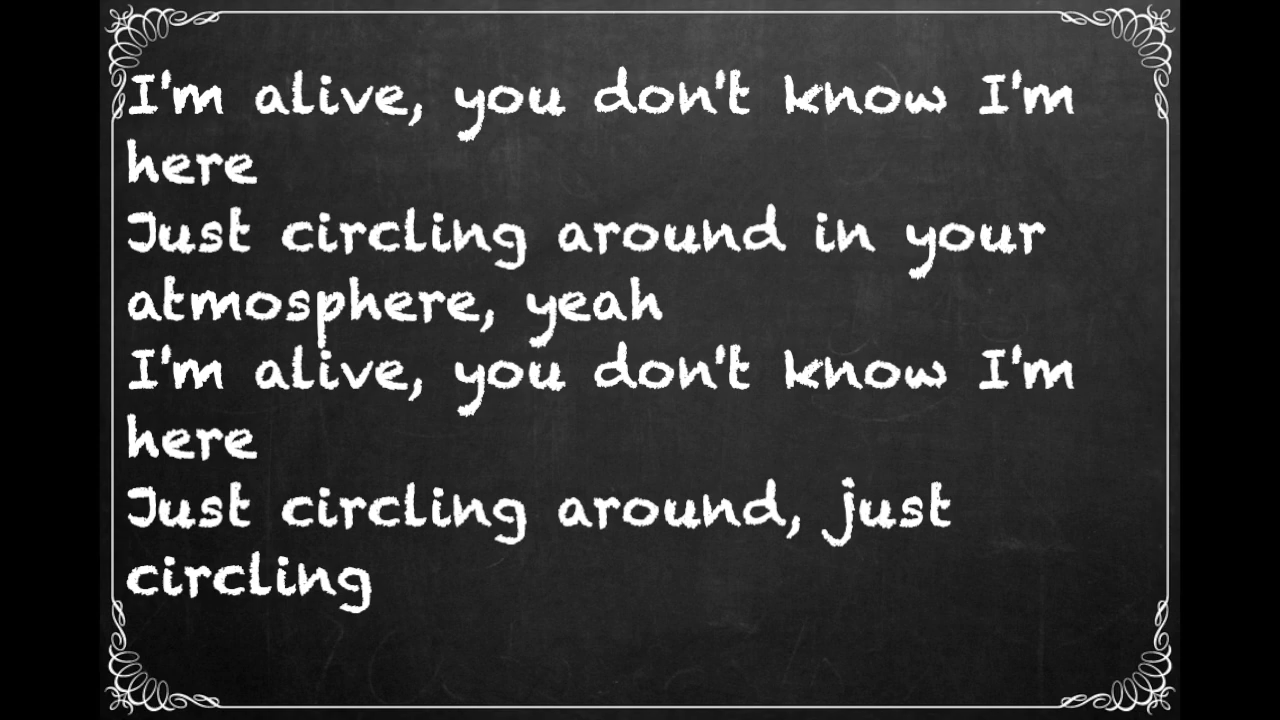 I'm alive, you don't know I'm
here
Just circling around in your
atmosphere, yeah
I'm alive, you don't know I'm
here
Just circling around, just
circling